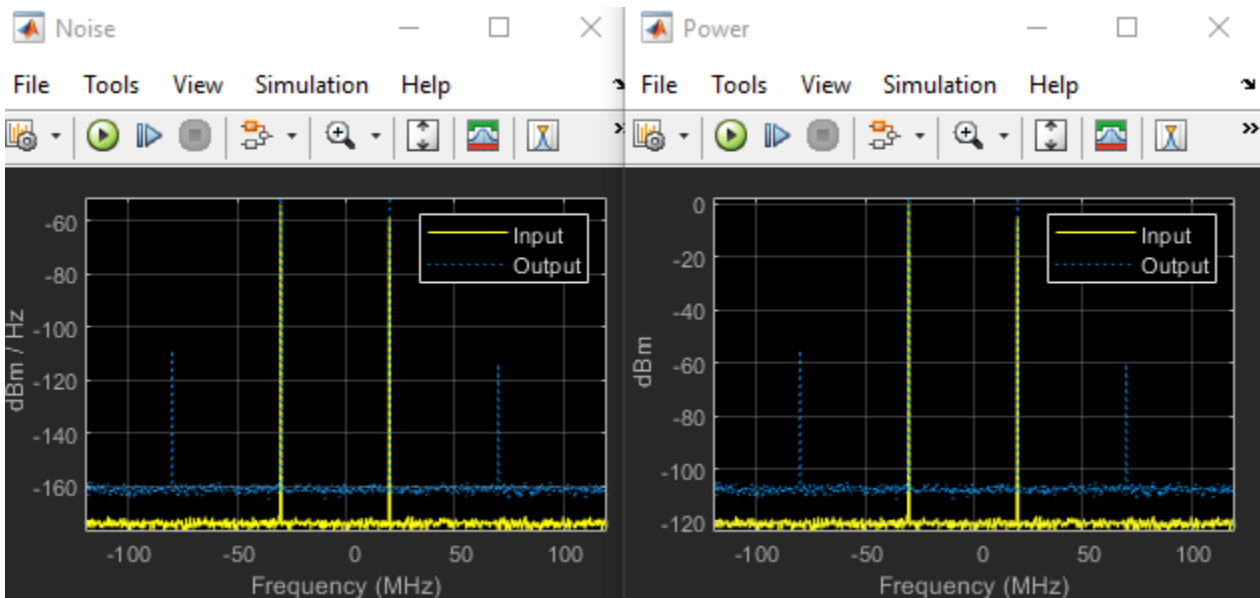 Noise
File Tools View Simulation Help
-60
-80
-100
-120
-140
-160
dBm / Hz
Input
Output
-100 -50 0 50 100
Frequency (MHz)
Power
File Tools View Simulation Help
0
-20
-40
-60
-80
-100
-120
dBm
Input
Output
-100 -50 0 50 100
Frequency (MHz)